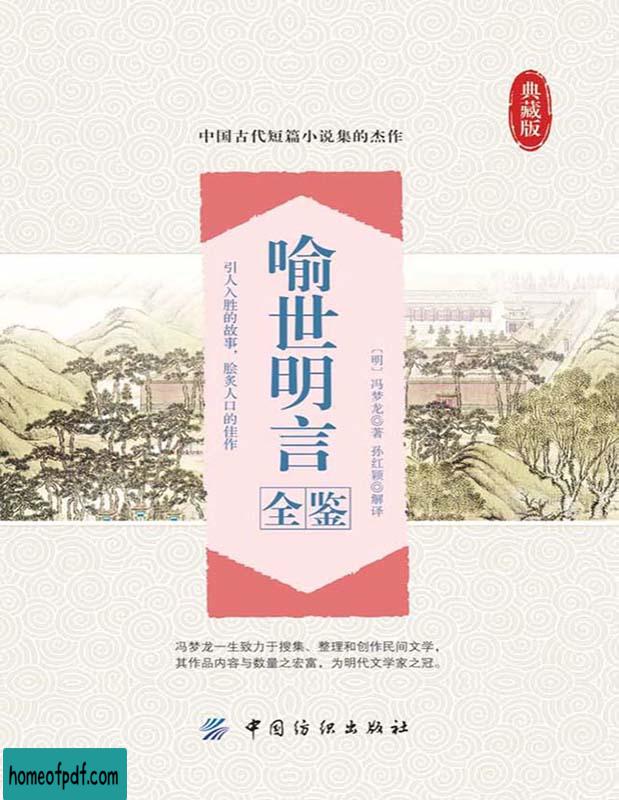 典藏版
中国古代短篇小说集的杰作
喻世明言
全鉴
引人入胜的故事，脍炙人口的佳作
〔明〕冯梦龙◎著 孙红颖◎解译
冯梦龙一生致力于搜集、整理和创作民间文学，
其作品内容与数量之宏富，为明代文学家之冠。
中国纺织出版社
homeofpdf.com